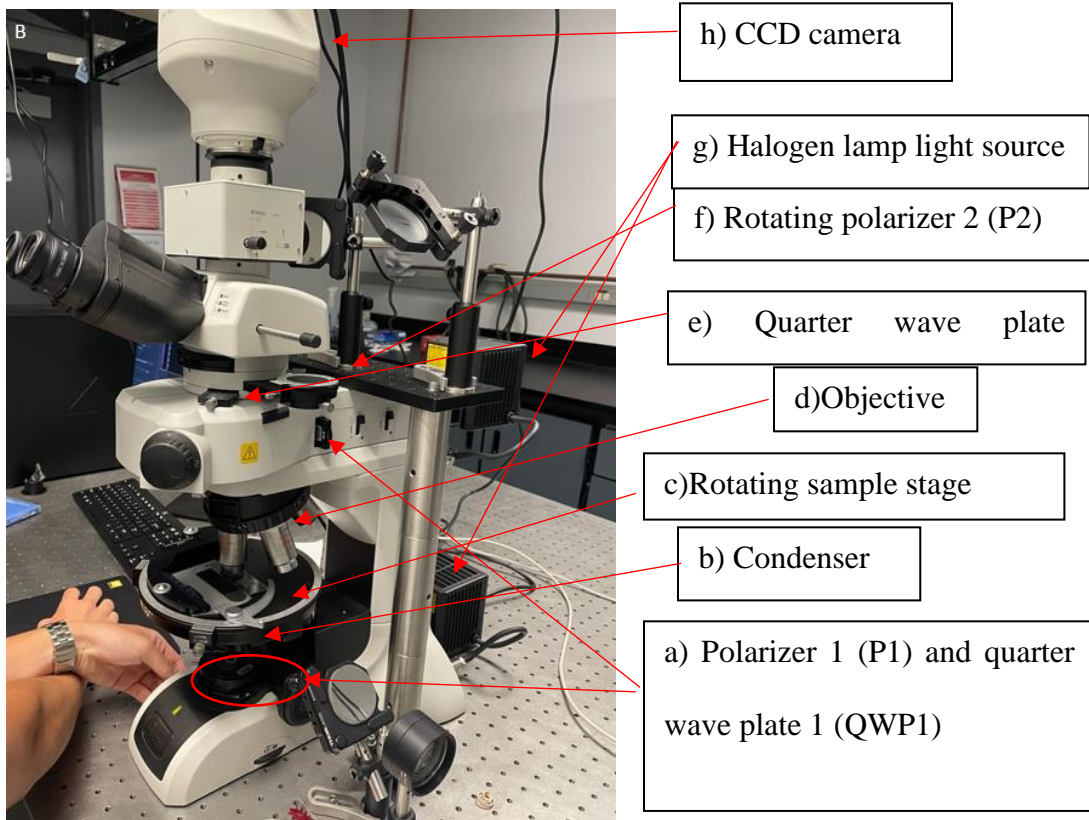 B
h) CCD camera
g) Halogen lamp light source
f) Rotating polarizer 2 (P2)
e) Quarter wave plate
d)Objective
c)Rotating sample stage
b) Condenser
a) Polarizer 1 (P1) and quarter
wave plate 1 (QWP1)